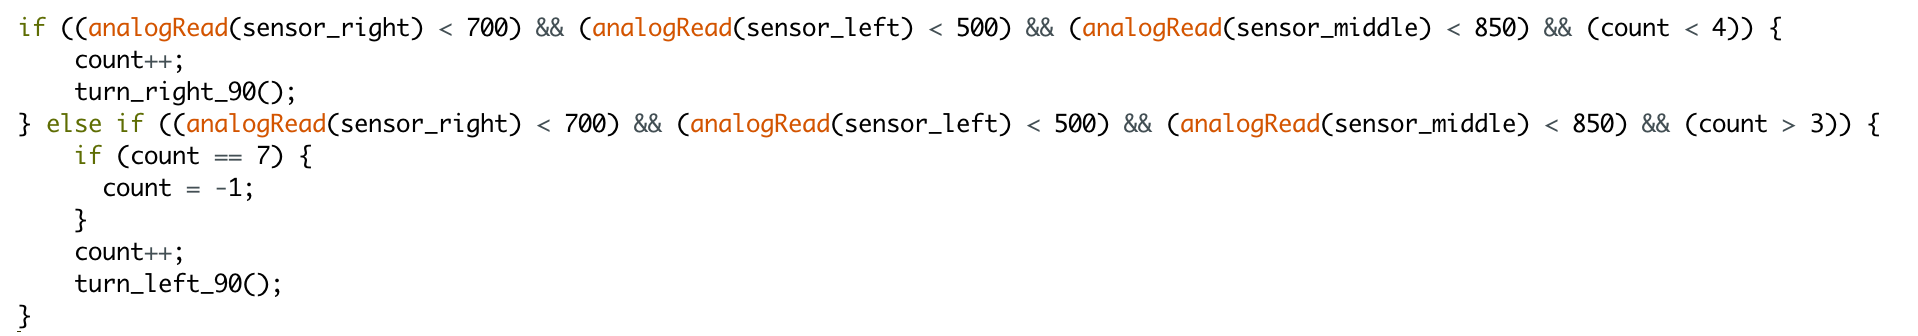 if ((analogRead(sensor_right) < 700) && (analogRead(sensor_left) < 500) && (analogRead(sensor_middle) < 850) && (count < 4)) {
    count++;
    turn_right_90();
} else if ((analogRead(sensor_right) < 700) && (analogRead(sensor_left) < 500) && (analogRead(sensor_middle) < 850) && (count > 3)) {
    if (count == 7) {
      count = -1;
    }
    count++;
    turn_left_90();
}